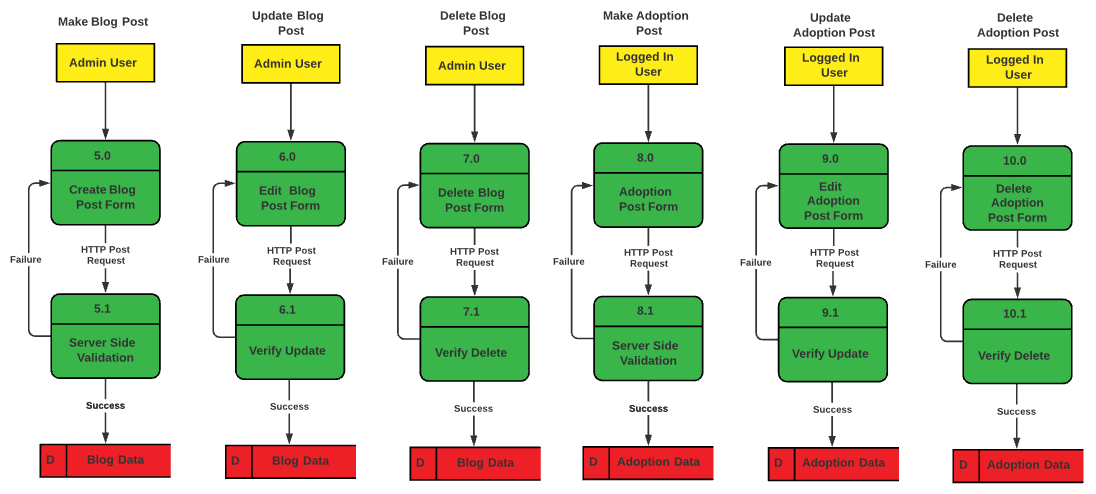 Make Blog Post
Admin User
5.0
Create Blog
Post Form
HTTP Post
Request
Failure
5.1
Server Side
Validation
Success
D
Blog Data
Update Blog
Post
Admin User
6.0
Edit Blog
Post Form
HTTP Post
Request
Failure
6.1
Verify Update
Success
D
Blog Data
Delete Blog
Post
Admin User
7.0
Delete Blog
Post Form
HTTP Post
Request
Failure
7.1
Verify Delete
Success
D
Blog Data
Make Adoption
Post
Logged In
User
8.0
Adoption
Post Form
HTTP Post
Request
Failure
8.1
Server Side
Validation
Success
D
Adoption Data
Update
Adoption Post
Logged In
User
9.0
Edit
Adoption
Post Form
HTTP Post
Request
Failure
9.1
Verify Update
Success
D
Adoption Data
Delete
Adoption Post
Logged In
User
10.0
Delete
Adoption
Post Form
HTTP Post
Request
Failure
10.1
Verify Delete
Success
D
Adoption Data